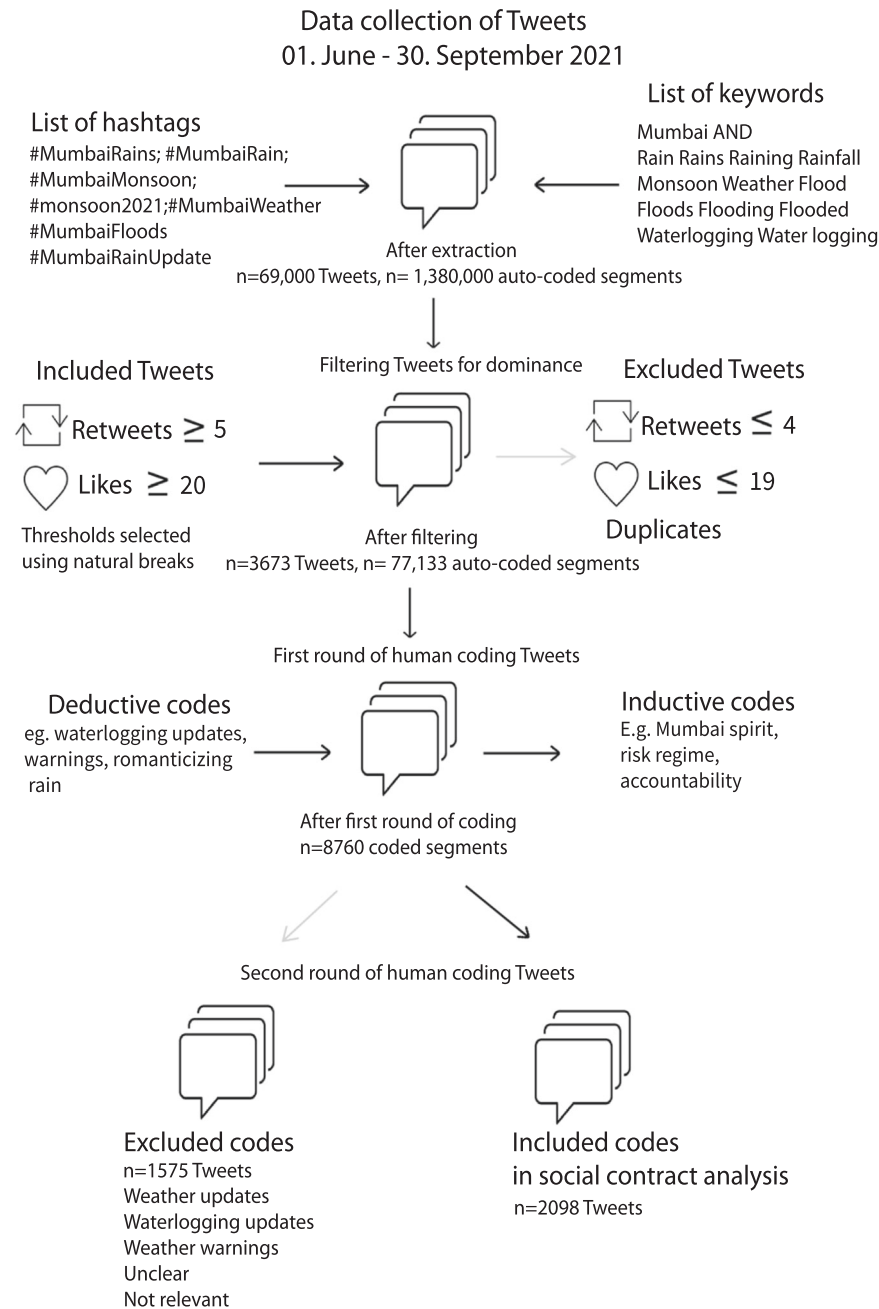 Data collection of Tweets
01. June - 30. September 2021
List of hashtags
#MumbaiRains; #MumbaiRain;
#MumbaiMonsoon;
#monsoon2021;#MumbaiWeather
#MumbaiFloods
#MumbaiRainUpdate
List of keywords
Mumbai AND
Rain Rains Raining Rainfall
Monsoon Weather Flood
Floods Flooding Flooded
Waterlogging Water logging
After extraction
n=69,000 Tweets, n= 1,380,000 auto-coded segments
Filtering Tweets for dominance
Included Tweets
Retweets ≥ 5
Likes ≥ 20
Thresholds selected
using natural breaks
Excluded Tweets
Retweets ≤ 4
Likes ≤ 19
Duplicates
After filtering
n=3673 Tweets, n= 77,133 auto-coded segments
First round of human coding Tweets
Deductive codes
eg. waterlogging updates,
warnings, romanticizing
rain
Inductive codes
E.g. Mumbai spirit,
risk regime,
accountability
After first round of coding
n=8760 coded segments
Second round of human coding Tweets
Excluded codes
n=1575 Tweets
Weather updates
Waterlogging updates
Weather warnings
Unclear
Not relevant
Included codes
in social contract analysis
n=2098 Tweets